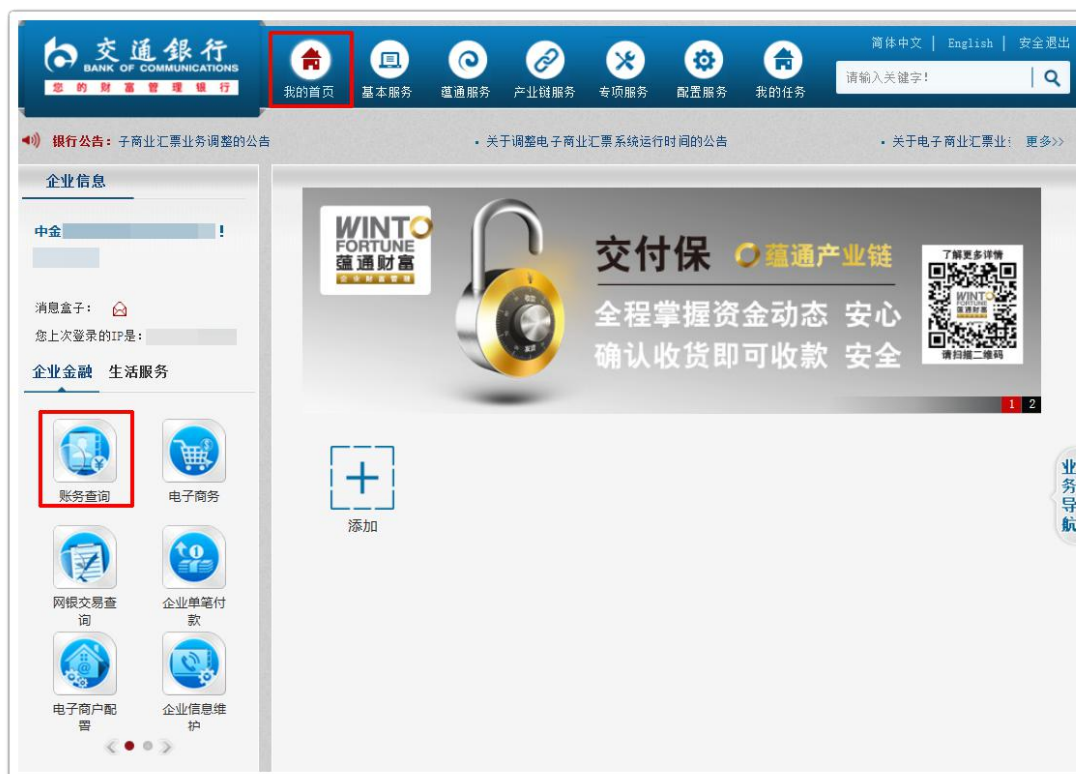 交通銀行
BANK OF COMMUNICATIONS
您的财富管理银行
我的首页
基本服务
蕴通服务
产业链服务
专项服务
配置服务
我的任务
简体中文 | English | 安全退出
请输入关键字!
银行公告: 子商业汇票业务调整的公告
· 关于调整电子商业汇票系统运行时间的公告
· 关于电子商业汇票业
更多>>
企业信息
中金 !
消息盒子:
您上次登录的IP是:
企业金融 生活服务
账务查询
电子商务
网银交易查
询
企业单笔付
款
电子商户配
置
企业信息维
护
WINTO
FORTUNE
蕴通财富
企业财富管理
交付保
蕴通产业链
全程掌握资金动态 安心
确认收货即可收款 安全
了解更多详情
WINTO
请扫描二维码
1 2
添加
业务导航